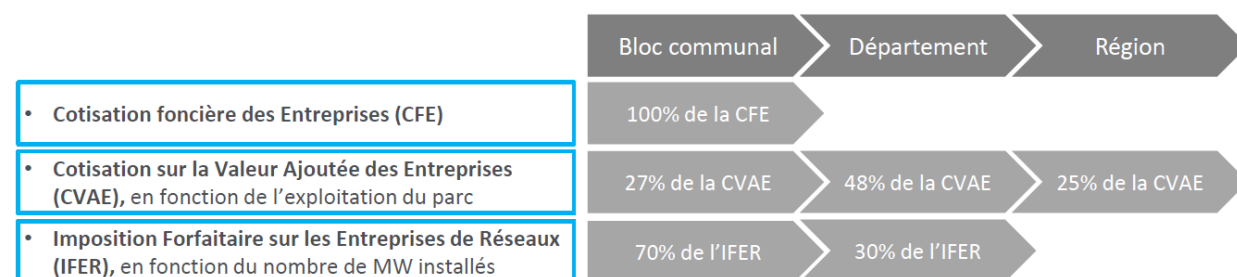 Bloc communal
Département
Région
• Cotisation foncière des Entreprises (CFE)
100% de la CFE
• Cotisation sur la Valeur Ajoutée des Entreprises
(CVAE), en fonction de l’exploitation du parc
27% de la CVAE
48% de la CVAE
25% de la CVAE
• Imposition Forfaitaire sur les Entreprises de Réseaux
(IFER), en fonction du nombre de MW installés
70% de l’IFER
30% de l’IFER